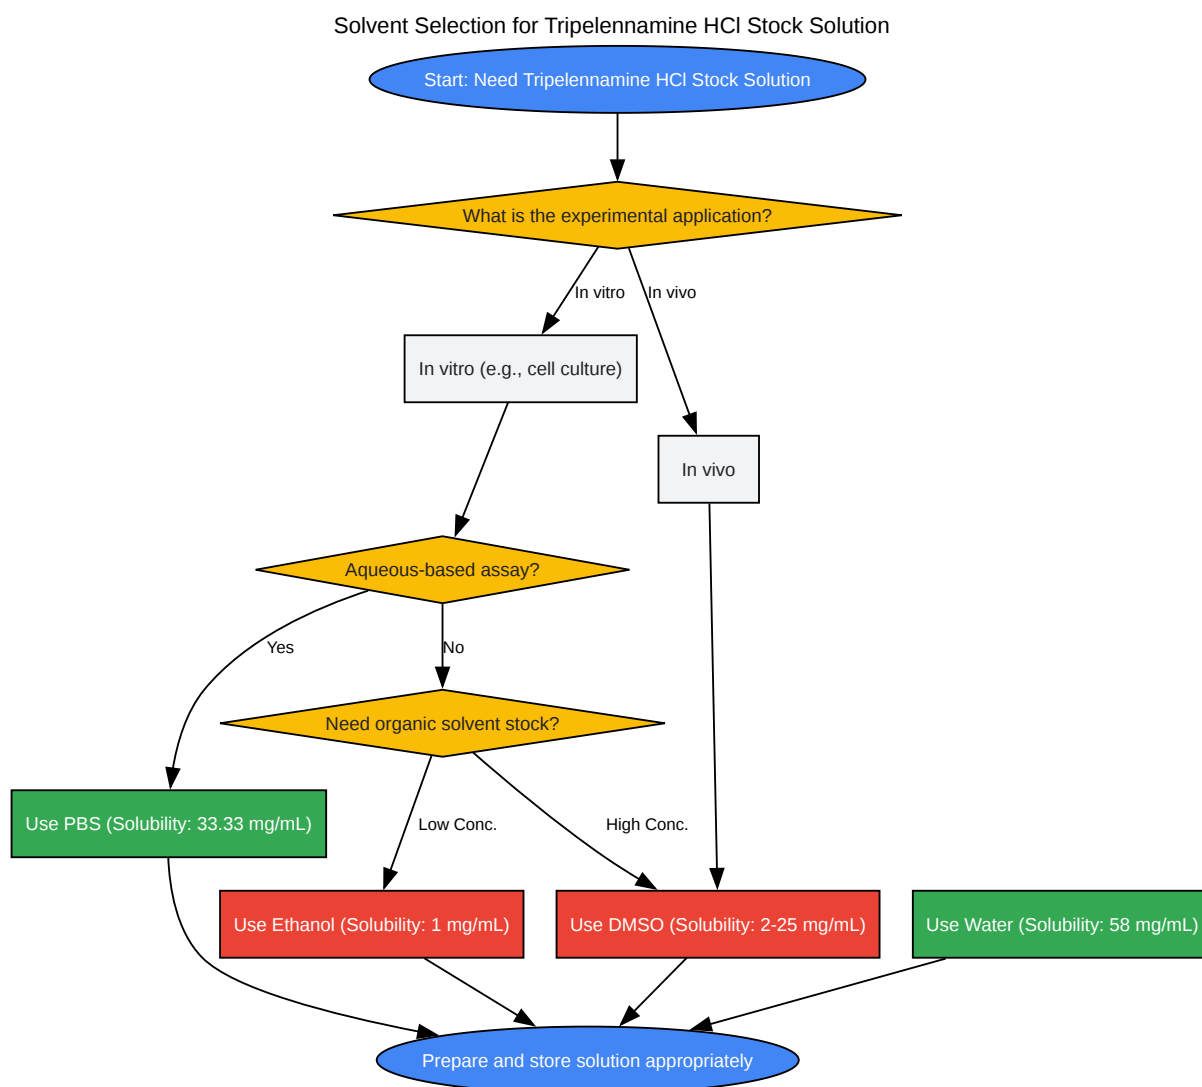 Solvent Selection for Tripelennamine HCl Stock Solution
Start: Need Tripelennamine HCl Stock Solution
What is the experimental application?
In vitro
In vivo
In vitro (e.g., cell culture)
In vivo
Aqueous-based assay?
Yes
No
Need organic solvent stock?
Use PBS (Solubility: 33.33 mg/mL)
Low Conc.
High Conc.
Use Ethanol (Solubility: 1 mg/mL)
Use DMSO (Solubility: 2-25 mg/mL)
Use Water (Solubility: 58 mg/mL)
Prepare and store solution appropriately